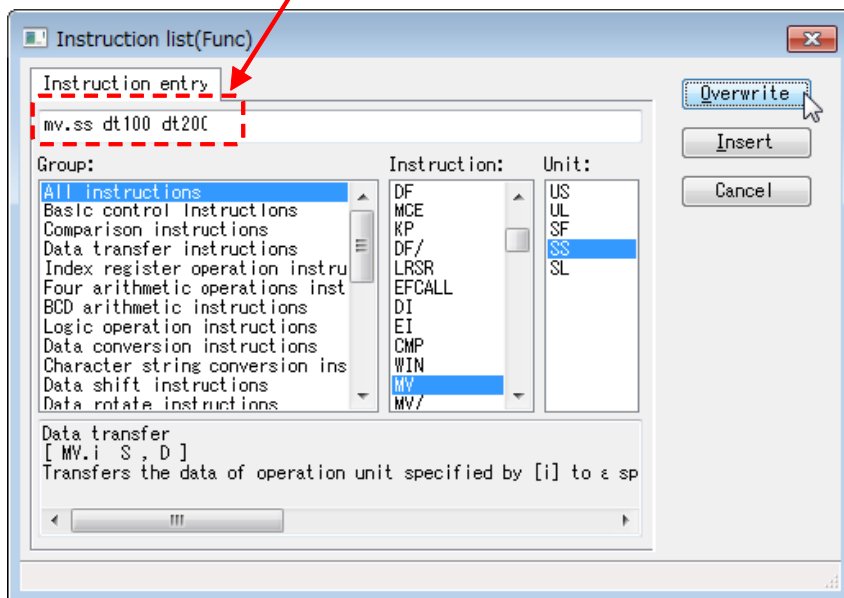 Instruction list(Func)
Instruction entry
Overwrite
mv.ss dt100 dt200
Insert
Group:
Instruction:
Unit:
Cancel
All instructions
Basic control instructions
Comparison instructions
Data transfer instructions
Index register operation instru
Four arithmetic operations inst
BCD arithmetic instructions
Logic operation instructions
Data conversion instructions
Character string conversion ins
Data shift instructions
Data rotate instructions
DF
MCE
KP
DF/
LRSR
EFCALL
DI
EI
CMP
WIN
MV
MV/
US
UL
SF
SS
SL
Data transfer
[ MV.i S , D ]
Transfers the data of operation unit specified by [i] to sp